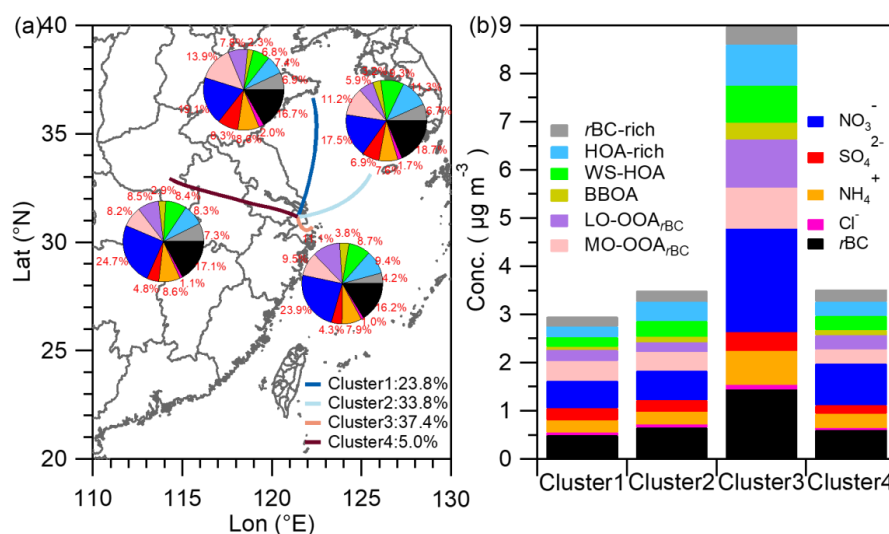 (a)
40
35
30
25
20
Lat (°N)
110
115
120
125
130
Lon (°E)
2.3%
6.8%
7.4%
6.9%
16.7%
2.0%
8.3%
13.9%
5.9%
11.3%
6.7%
18.7%
1.7%
6.9%
17.5%
11.2%
8.5%
2.9%
8.4%
8.3%
7.3%
17.1%
1.1%
8.6%
4.8%
24.7%
8.2%
3.8%
8.7%
9.4%
4.2%
16.2%
1.0%
7.9%
4.3%
23.9%
9.5%
Cluster1:23.8%
Cluster2:33.8%
Cluster3:37.4%
Cluster4:5.0%
(b)
9
8
7
6
5
4
3
2
1
0
Conc. ( µg m⁻³)
rBC-rich
HOA-rich
WS-HOA
BBOA
LO-OOArBC
MO-OOArBC
NO₃⁻
SO₄²⁻
NH₄⁺
Cl⁻
rBC
Cluster1
Cluster2
Cluster3
Cluster4